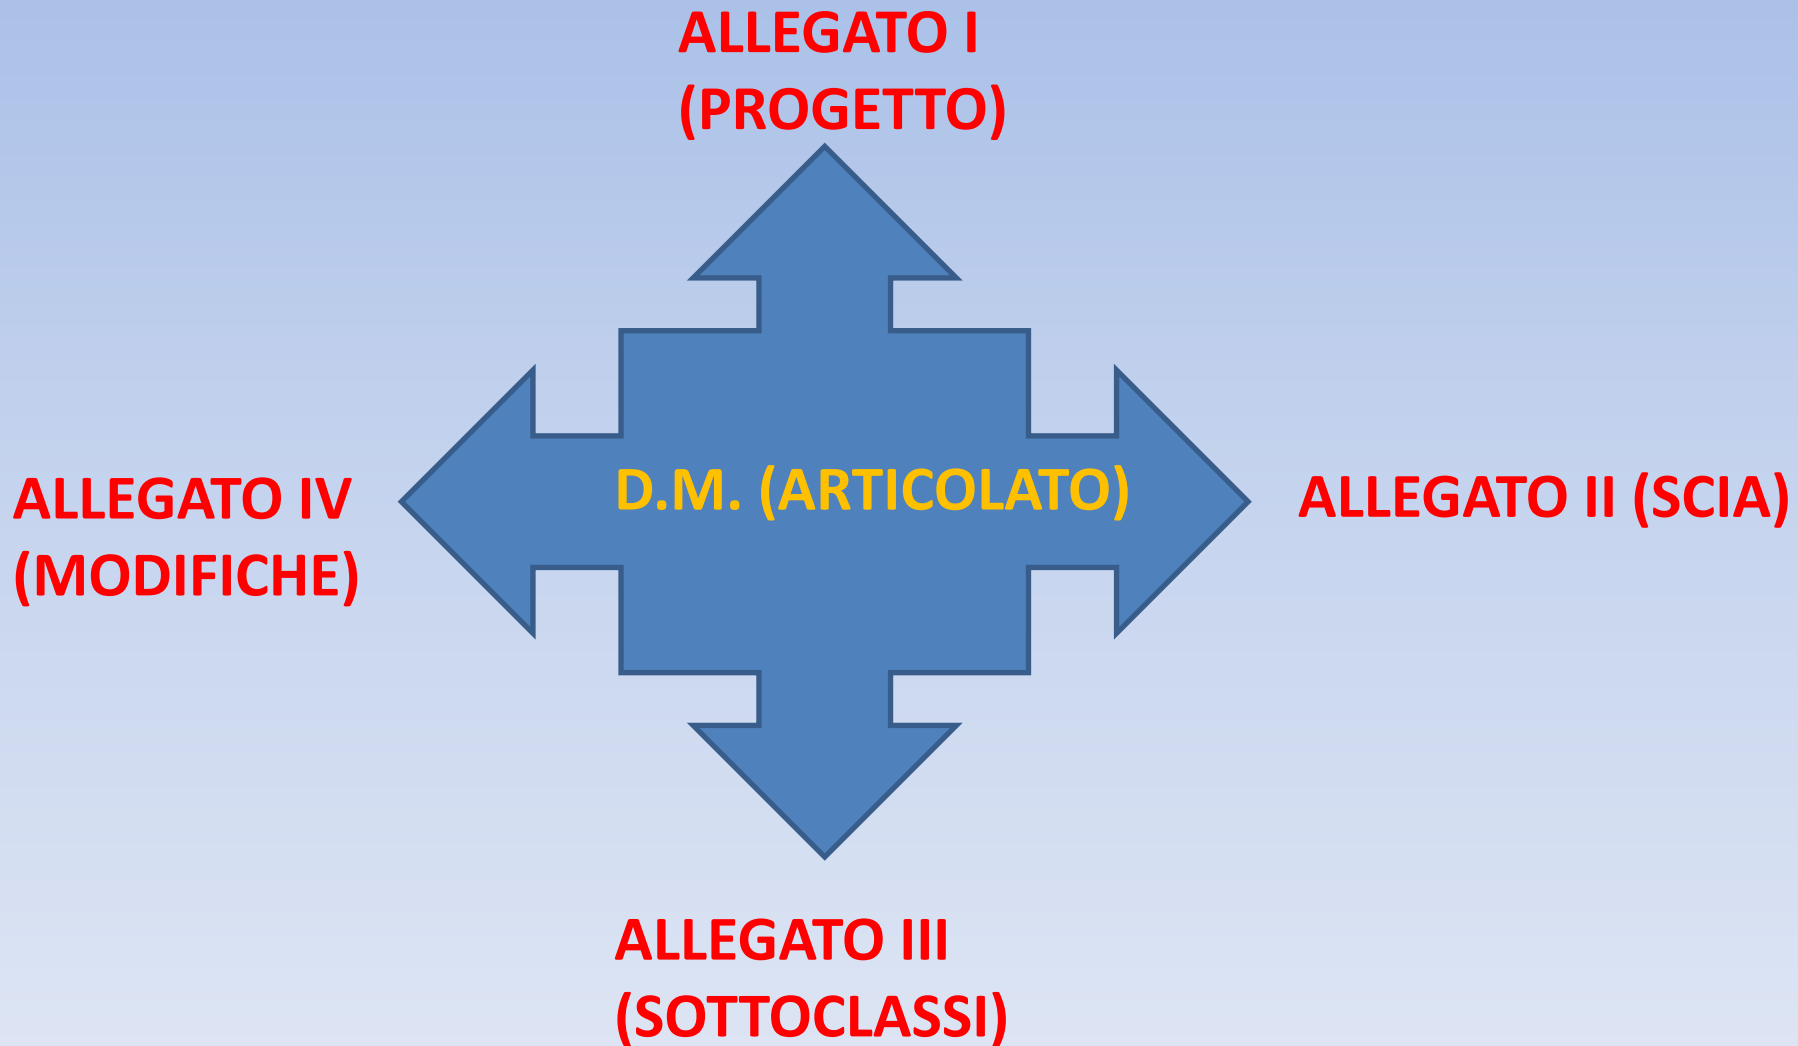 ALLEGATO I
(PROGETTO)
D.M. (ARTICOLATO)
ALLEGATO IV
(MODIFICHE)
ALLEGATO II (SCIA)
ALLEGATO III
(SOTTOCLASSI)